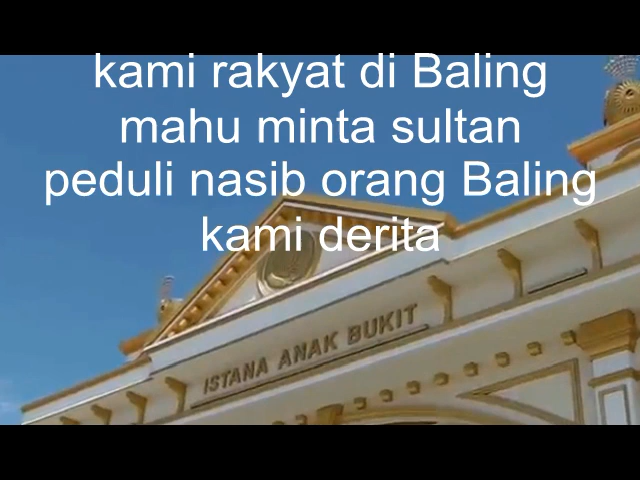 kami rakyat di Baling
mahu minta sultan
peduli nasib orang Baling
kami derita
ISTANA ANAK BUKIT